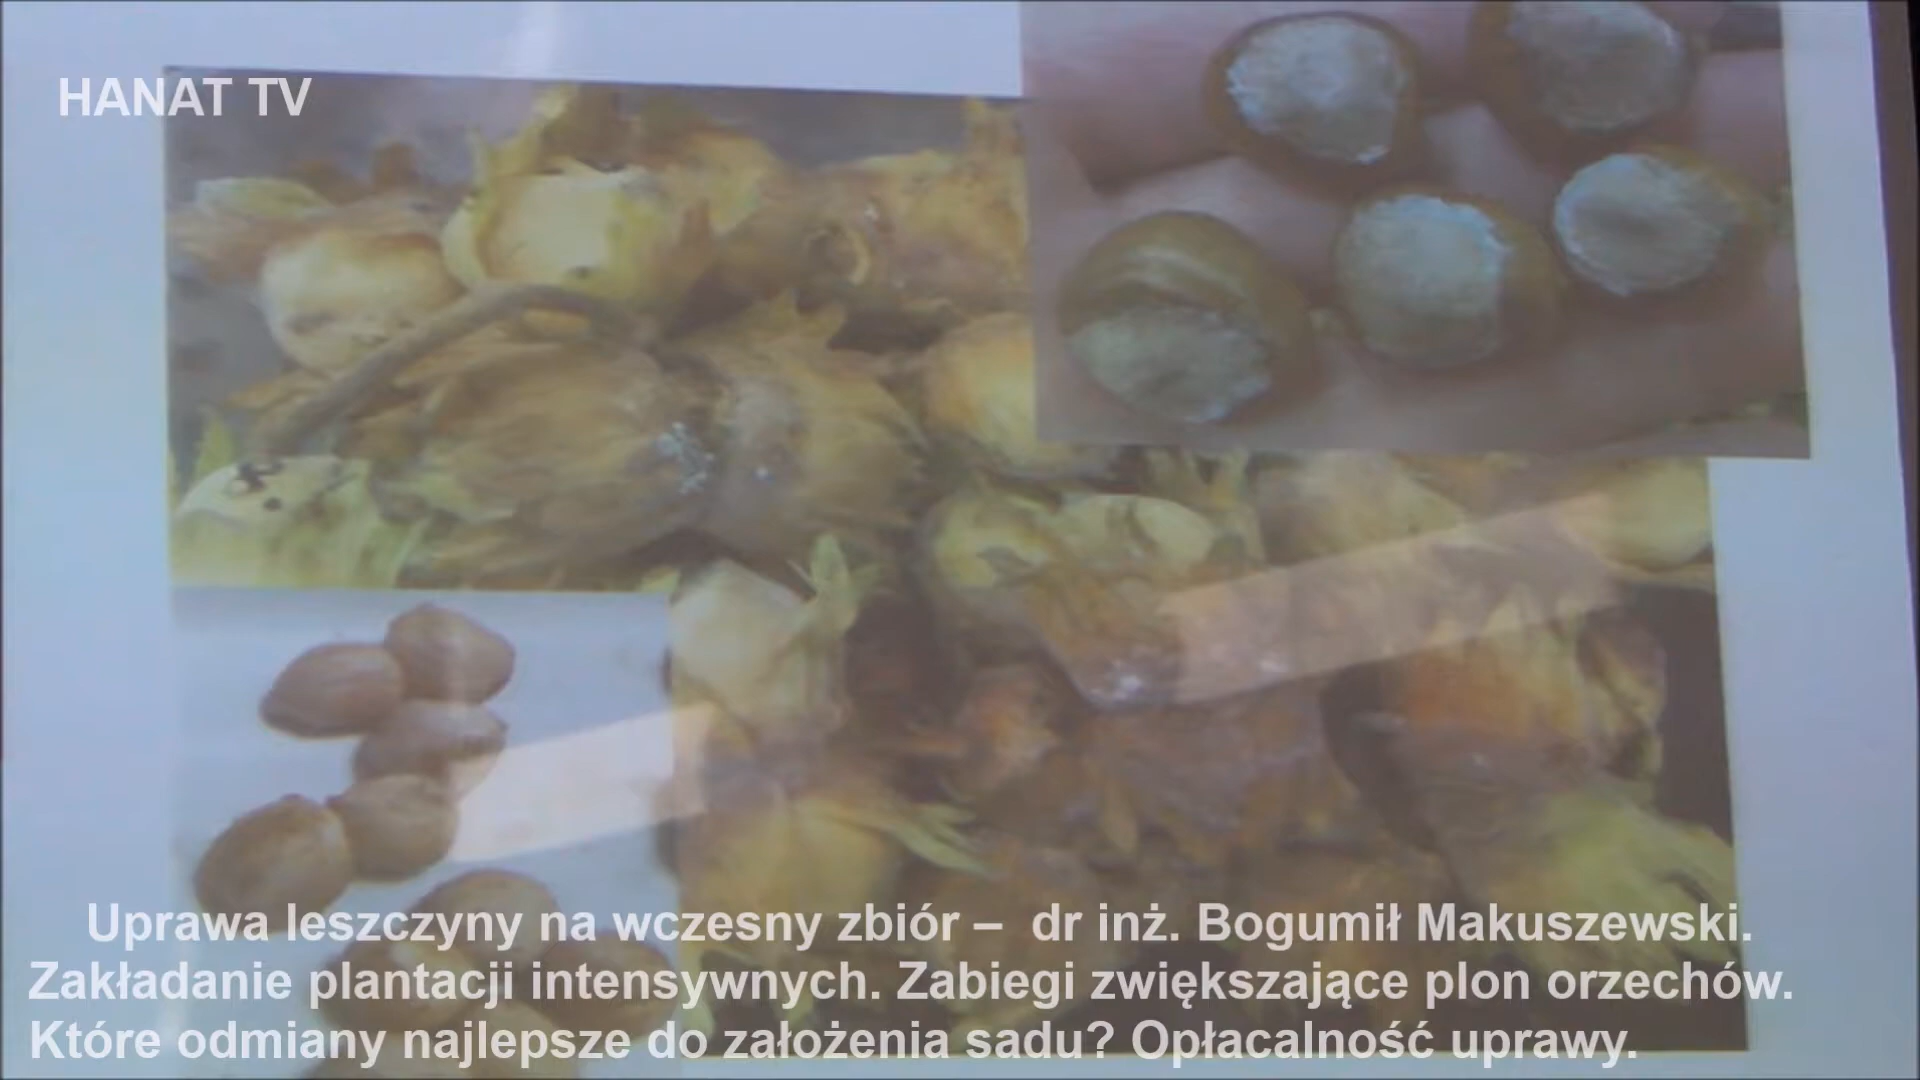 HANAT TV
Uprawa leszczyny na wczesny zbiór – dr inż. Bogumił Makuszewski.
Zakładanie plantacji intensywnych. Zabiegi zwiększające plon orzechów.
Które odmiany najlepsze do założenia sadu? Opłacalność uprawy.